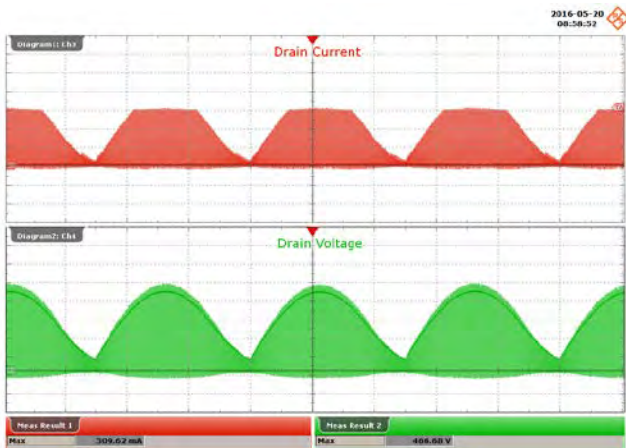 2016-05-20
08:58:52
Diagram1: Ch3
Drain Current
Diagram2: Ch4
Drain Voltage
Meas Result 1
Meas Result 2
Max 309.62 mA
Max 466.68 V